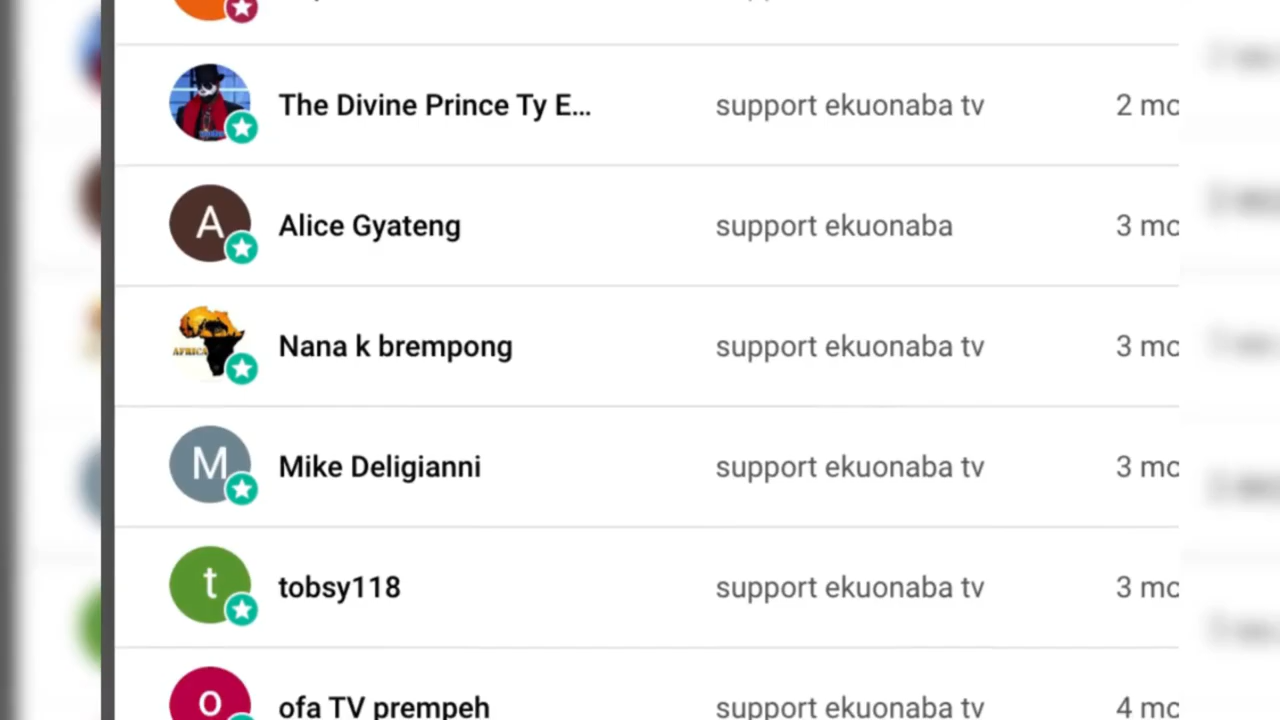 The Divine Prince Ty E... support ekuonaba tv 2 mo
A Alice Gyateng support ekuonaba 3 mo
AFRICA Nana k brempong support ekuonaba tv 3 mo
M Mike Deligianni support ekuonaba tv 3 mo
t tobsy118 support ekuonaba tv 3 mo
o ofa TV prempeh support ekuonaba tv 4 mo